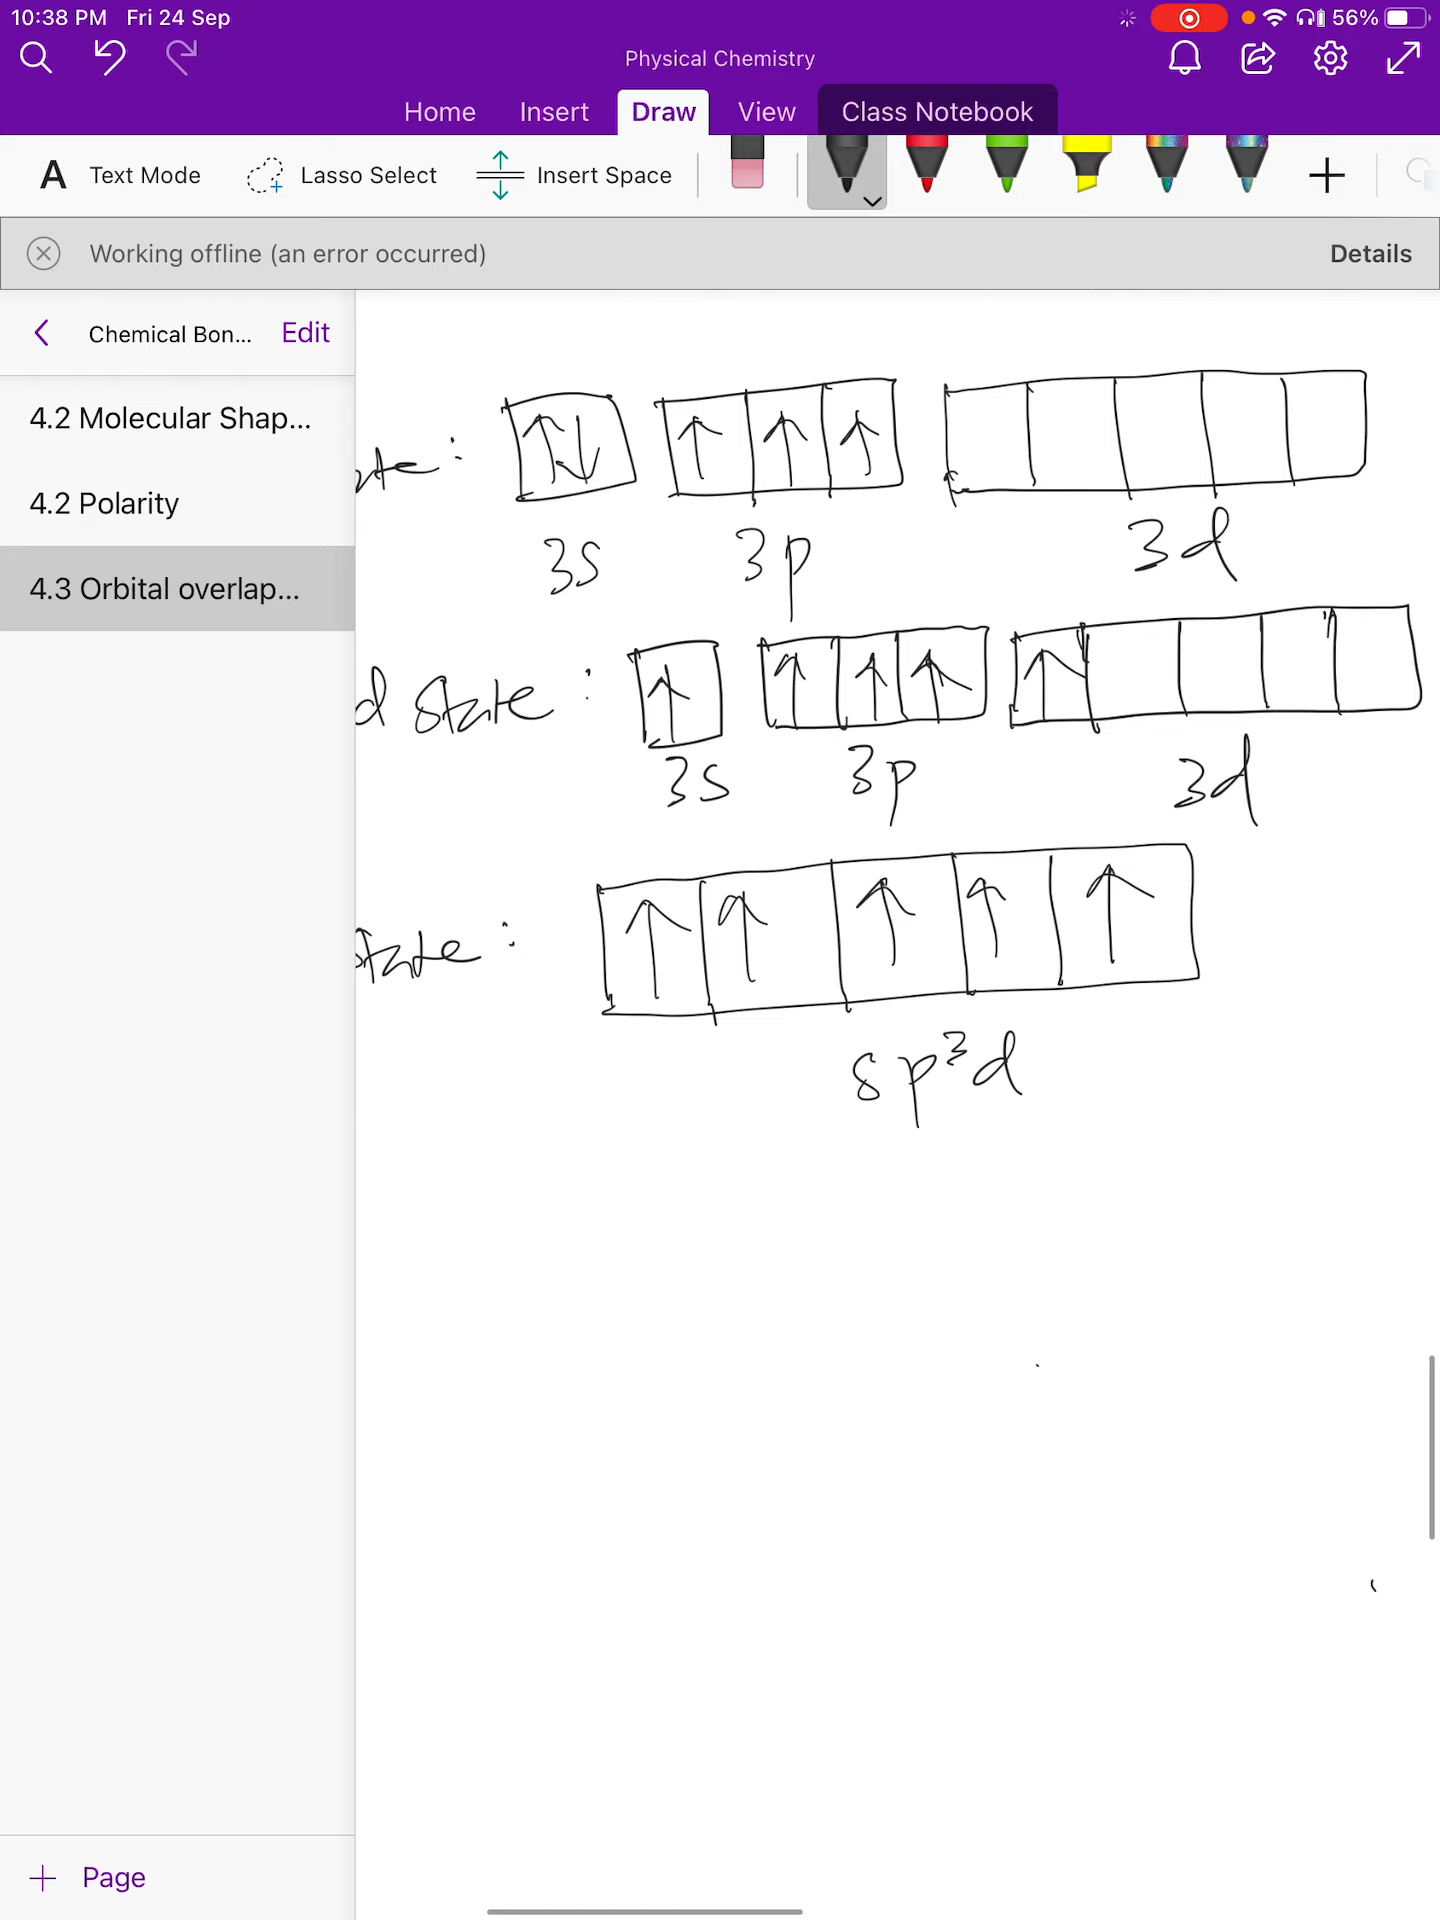 10:38 PM Fri 24 Sep 56%
Physical Chemistry
Home Insert Draw View Class Notebook
A Text Mode Lasso Select Insert Space
Working offline (an error occurred) Details
Chemical Bon... Edit
4.2 Molecular Shap...
4.2 Polarity
4.3 Orbital overlap...
ate:
3s 3p 3d
d state:
3s 3p 3d
state:
sp³d
+ Page